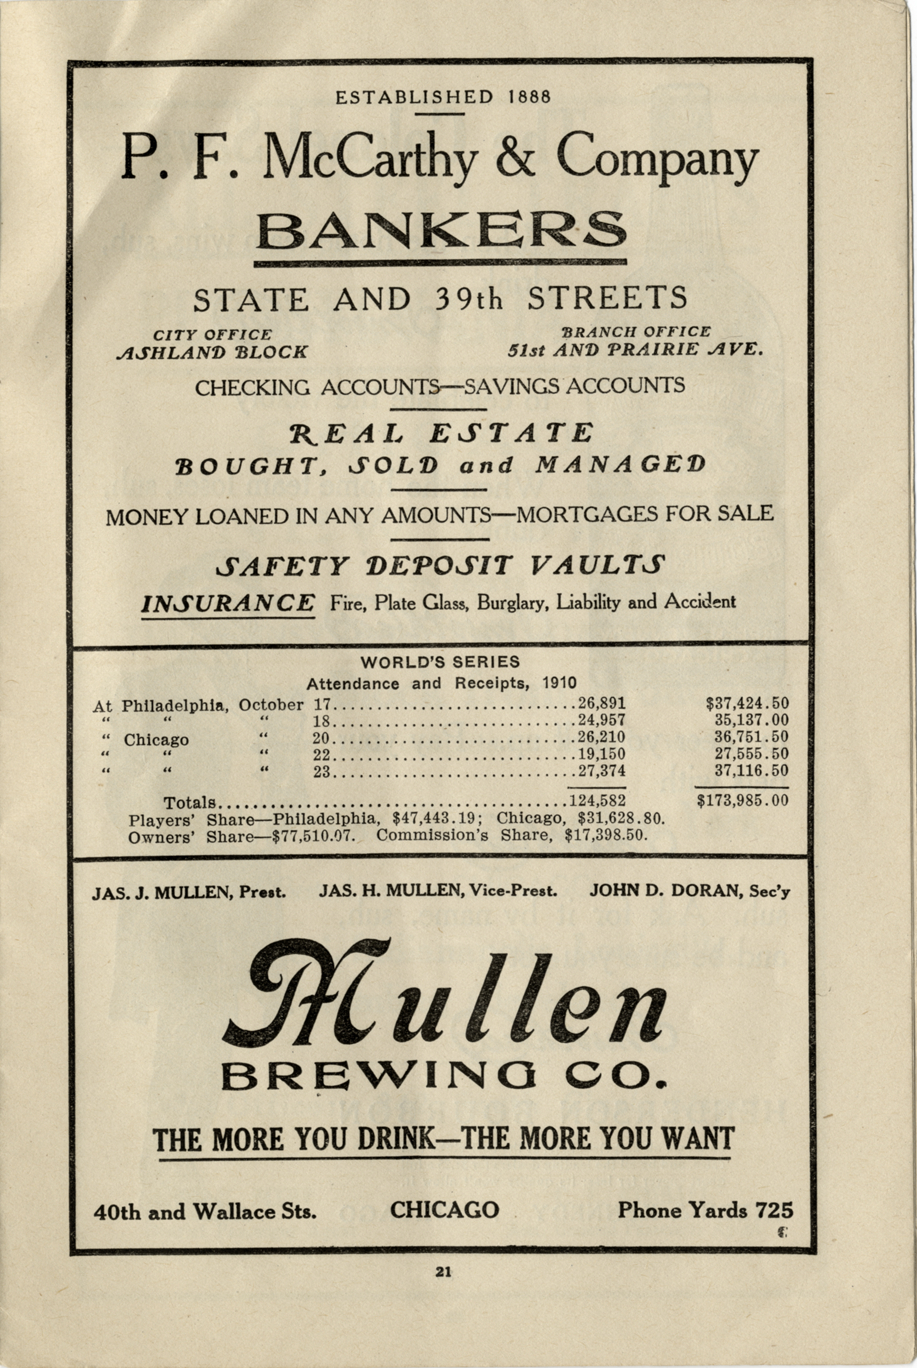 ESTABLISHED 1888
P. F. McCarthy & Company
BANKERS
STATE AND 39th STREETS
CITY OFFICE BRANCH OFFICE
ASHLAND BLOCK 51st AND PRAIRIE AVE.
CHECKING ACCOUNTS—SAVINGS ACCOUNTS
REAL ESTATE
BOUGHT, SOLD and MANAGED
MONEY LOANED IN ANY AMOUNTS—MORTGAGES FOR SALE
SAFETY DEPOSIT VAULTS
INSURANCE Fire, Plate Glass, Burglary, Liability and Accident
WORLD'S SERIES
Attendance and Receipts, 1910
At Philadelphia, October 17............................26,891 $37,424.50
“ “ “ 18............................24,957 35,137.00
“ Chicago “ 20............................26,210 36,751.50
“ “ “ 22............................19,150 27,555.50
“ “ “ 23............................27,374 37,116.50
Totals........................................124,582 $173,985.00
Players' Share—Philadelphia, $47,443.19; Chicago, $31,628.80.
Owners' Share—$77,510.07. Commission's Share, $17,398.50.
JAS. J. MULLEN, Prest. JAS. H. MULLEN, Vice-Prest. JOHN D. DORAN, Sec'y
Mullen
BREWING CO.
THE MORE YOU DRINK—THE MORE YOU WANT
40th and Wallace Sts. CHICAGO Phone Yards 725
21